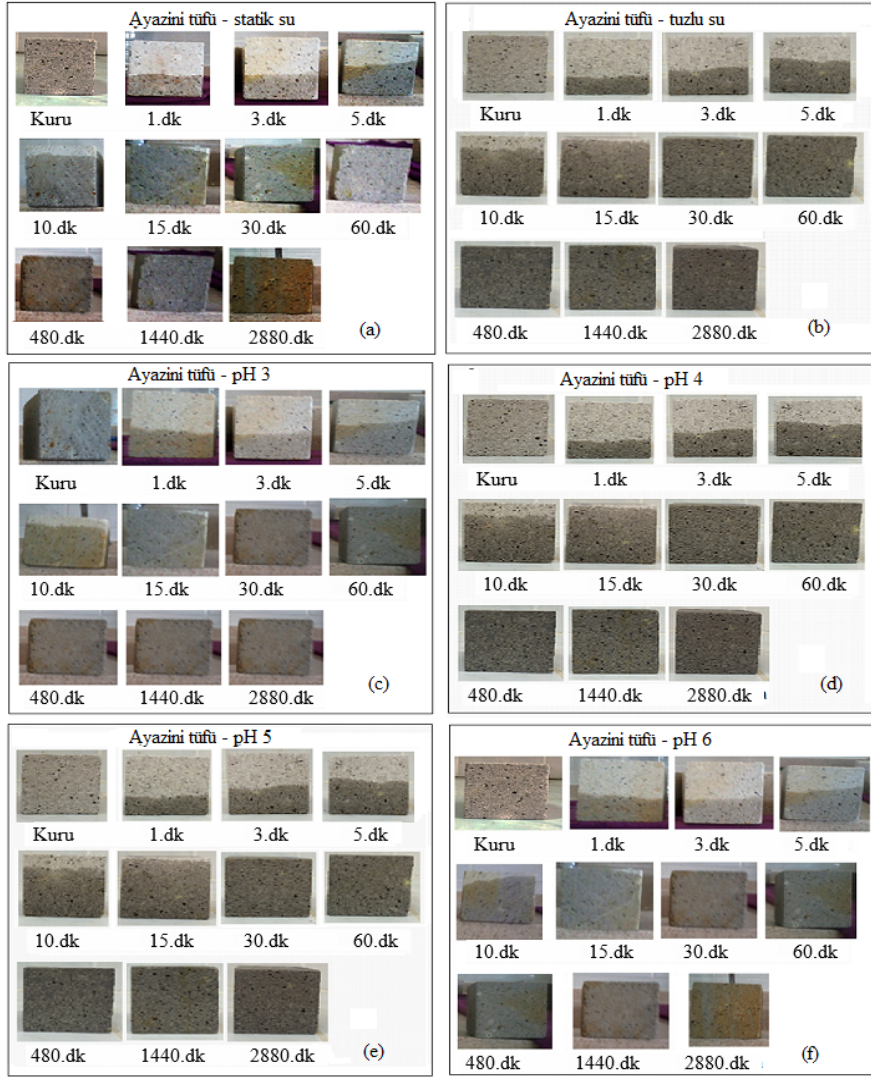 Ayazini tüfü - statik su
Kuru 1.dk 3.dk 5.dk
10.dk 15.dk 30.dk 60.dk
480.dk 1440.dk 2880.dk (a)
Ayazini tüfü - tuzlu su
Kuru 1.dk 3.dk 5.dk
10.dk 15.dk 30.dk 60.dk
480.dk 1440.dk 2880.dk (b)
Ayazini tüfü - pH 3
Kuru 1.dk 3.dk 5.dk
10.dk 15.dk 30.dk 60.dk
480.dk 1440.dk 2880.dk (c)
Ayazini tüfü - pH 4
Kuru 1.dk 3.dk 5.dk
10.dk 15.dk 30.dk 60.dk
480.dk 1440.dk 2880.dk (d)
Ayazini tüfü - pH 5
Kuru 1.dk 3.dk 5.dk
10.dk 15.dk 30.dk 60.dk
480.dk 1440.dk 2880.dk (e)
Ayazini tüfü - pH 6
Kuru 1.dk 3.dk 5.dk
10.dk 15.dk 30.dk 60.dk
480.dk 1440.dk 2880.dk (f)